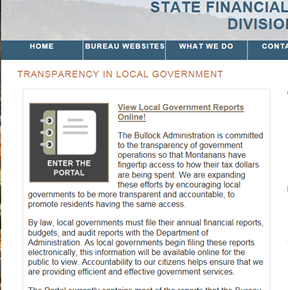 STATE FINANCIAL
DIVISIO
HOME
BUREAU WEBSITES
WHAT WE DO
CONTA
TRANSPARENCY IN LOCAL GOVERNMENT
ENTER THE
PORTAL
View Local Government Reports
Online!
The Bullock Administration is committed
to the transparency of government
operations so that Montanans have
fingertip access to how their tax dollars
are being spent. We are expanding
these efforts by encouraging local
governments to be more transparent and accountable, to
promote residents having the same access.
By law, local governments must file their annual financial reports,
budgets, and audit reports with the Department of
Administration. As local governments begin filing these reports
electronically, this information will be available online for the
public to view. Accountability to our citizens helps ensure that we
are providing efficient and effective government services.
The Portal currently contains most of the reports that the Bureau